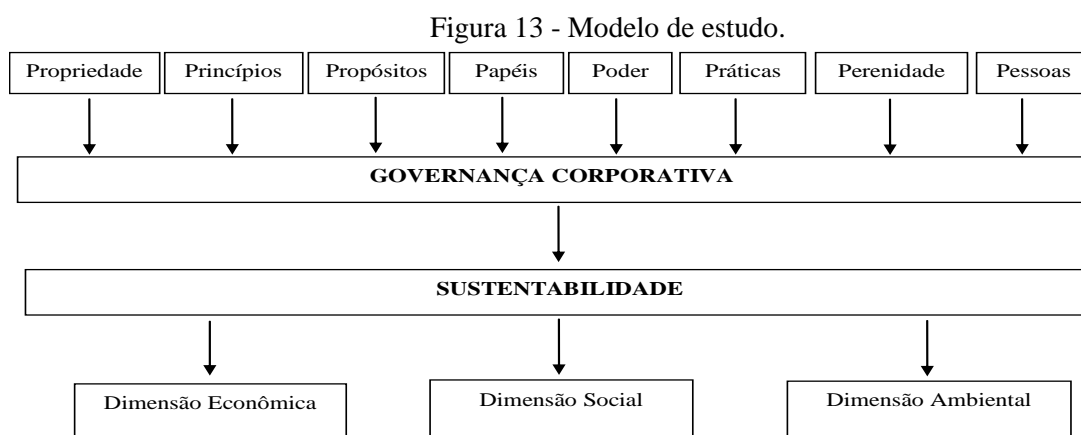 Figura 13 - Modelo de estudo.
Propriedade Princípios Propósitos Papéis Poder Práticas Perenidade Pessoas
GOVERNANÇA CORPORATIVA
SUSTENTABILIDADE
Dimensão Econômica Dimensão Social Dimensão Ambiental